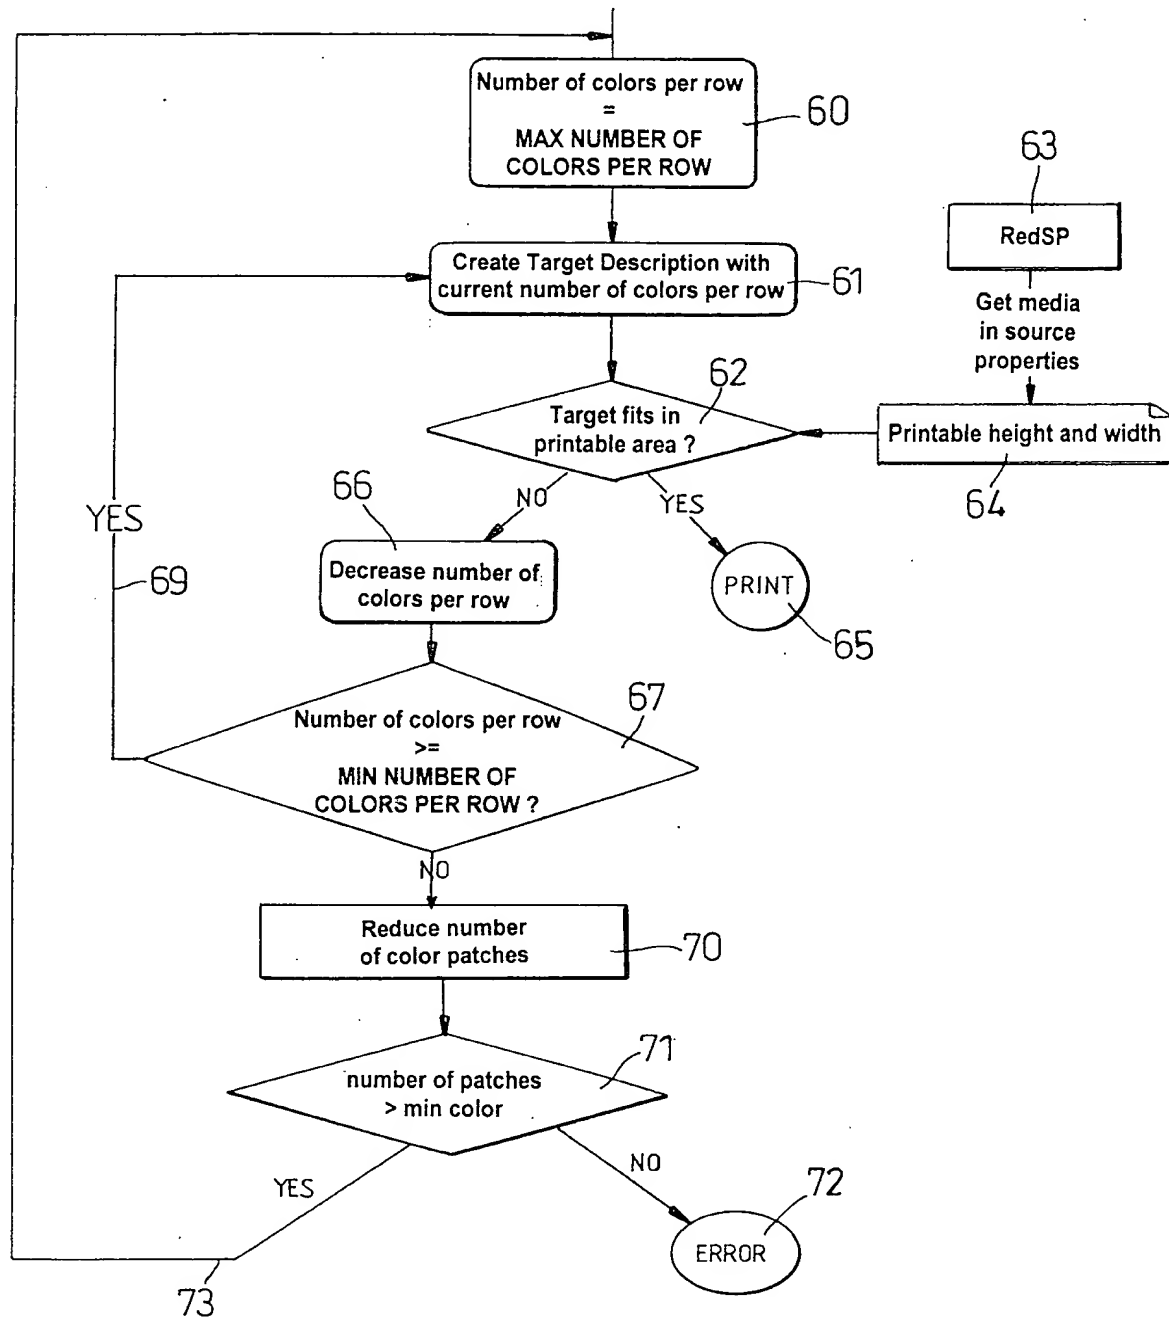 Number of colors per row
=
MAX NUMBER OF
COLORS PER ROW
60
63
RedSP
Create Target Description with
current number of colors per row
61
Get media
in source
properties
62
Target fits in
printable area ?
Printable height and width
64
NO
YES
66
YES
Decrease number of
colors per row
69
PRINT
65
67
Number of colors per row
>=
MIN NUMBER OF
COLORS PER ROW ?
NO
Reduce number
of color patches
70
71
number of patches
> min color
NO
YES
72
ERROR
73